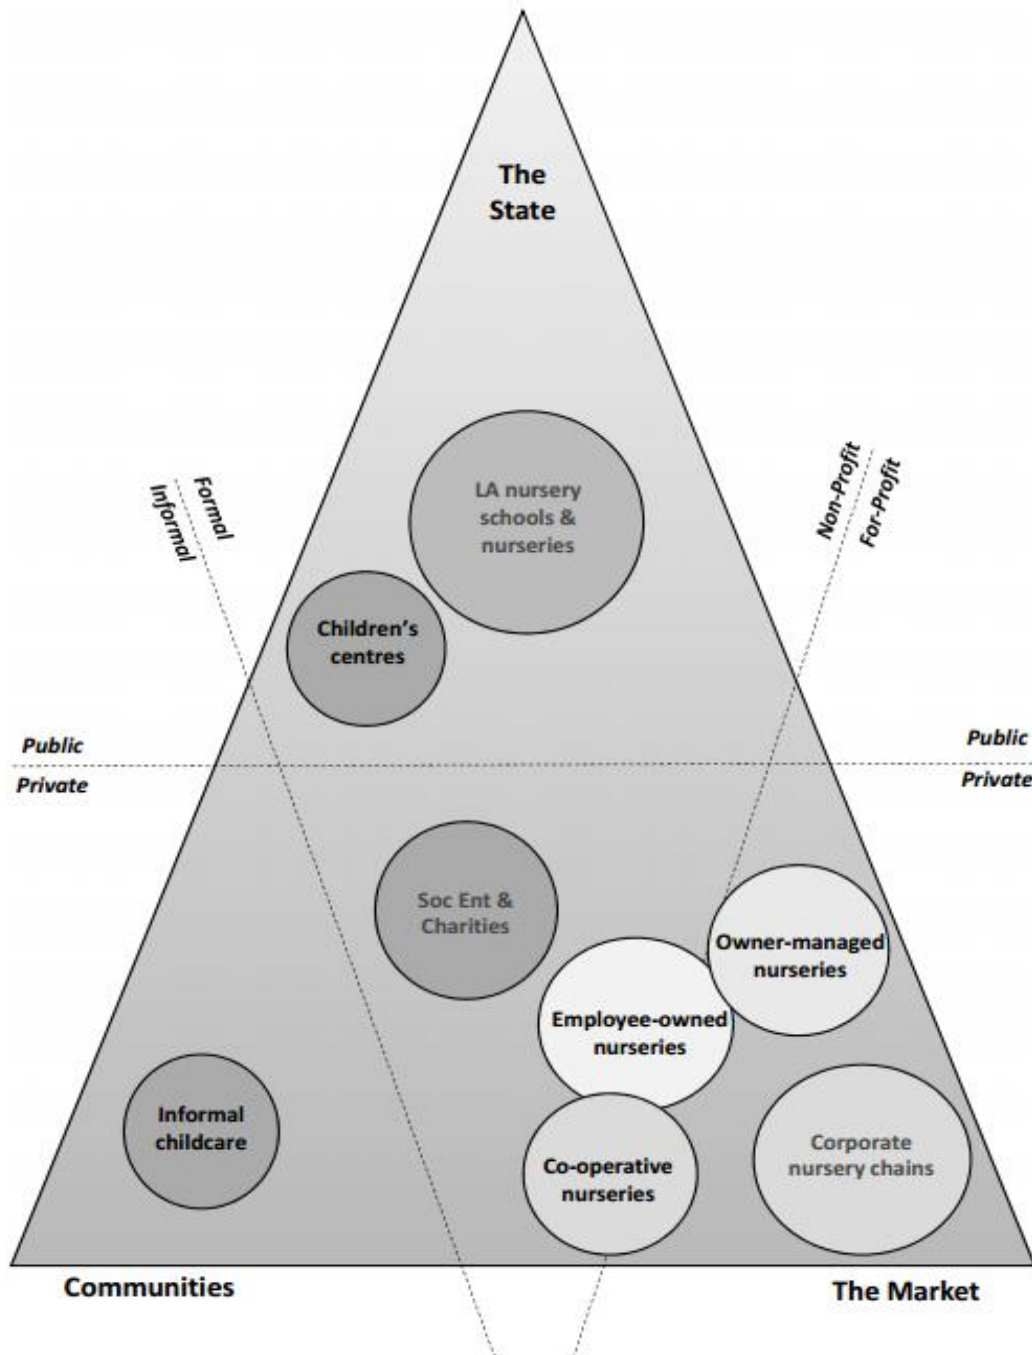 The
State
LA nursery
schools &
nurseries
Formal
Informal
Non-Profit
For-Profit
Children's
centres
Public
Private
Public
Private
Soc Ent &
Charities
Owner-managed
nurseries
Employee-owned
nurseries
Informal
childcare
Co-operative
nurseries
Corporate
nursery chains
Communities
The Market